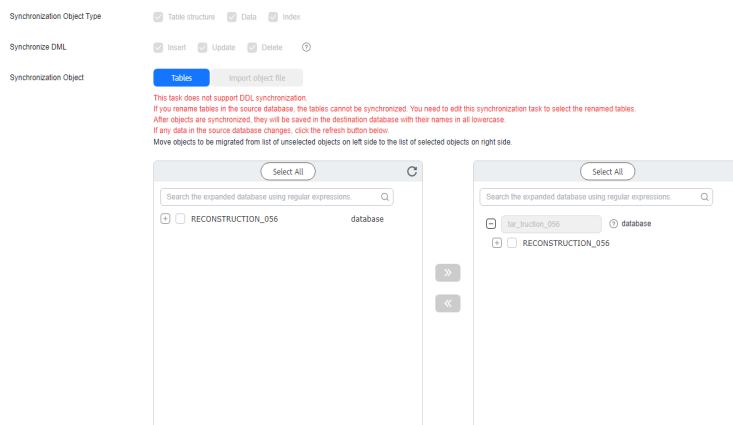 Synchronization Object Type Table structure Data Index
Synchronize DML Insert Update Delete ?
Synchronization Object Tables Import object file
This task does not support DDL synchronization.
If you rename tables in the source database, the tables cannot be synchronized. You need to edit this synchronization task to select the renamed tables.
After objects are synchronized, they will be saved in the destination database with their names in all lowercase.
If any data in the source database changes, click the refresh button below.
Move objects to be migrated from list of unselected objects on left side to the list of selected objects on right side.
Select All
Search the expanded database using regular expressions.
RECONSTRUCTION_056 database
Select All
Search the expanded database using regular expressions.
tar_truction_056 ? database
RECONSTRUCTION_056